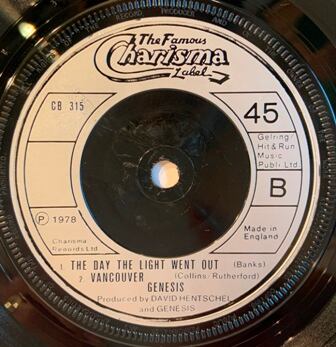 The Famous
Charisma
Label
CB 315
45
Gelring/
Hit & Run
Music
Publ. Ltd.
B
℗ 1978
Made in
England
Charisma
Records Ltd
1. THE DAY THE LIGHT WENT OUT (Banks)
2. VANCOUVER (Collins/Rutherford)
GENESIS
Produced by DAVID HENTSCHEL
and GENESIS